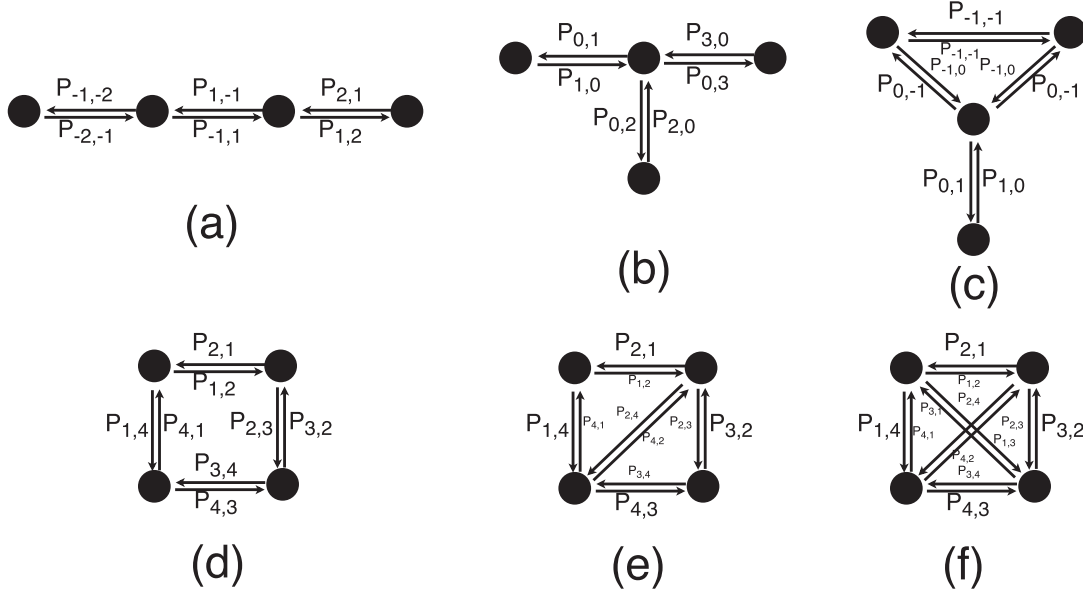 P-1,-2
P1,-1
P2,1
P-2,-1
P-1,1
P1,2
(a)
P0,1
P3,0
P1,0
P0,3
P0,2
P2,0
(b)
P-1,-1
P-1,-1
P-1,0
P-1,0
P0,-1
P0,-1
P0,1
P1,0
(c)
P2,1
P1,2
P1,4
P4,1
P2,3
P3,2
P3,4
P4,3
(d)
P2,1
P1,2
P1,4
P4,1
P2,4
P4,2
P2,3
P3,2
P3,4
P4,3
(e)
P2,1
P1,2
P3,1
P2,4
P1,4
P4,1
P2,3
P3,2
P1,3
P4,2
P3,4
P4,3
(f)